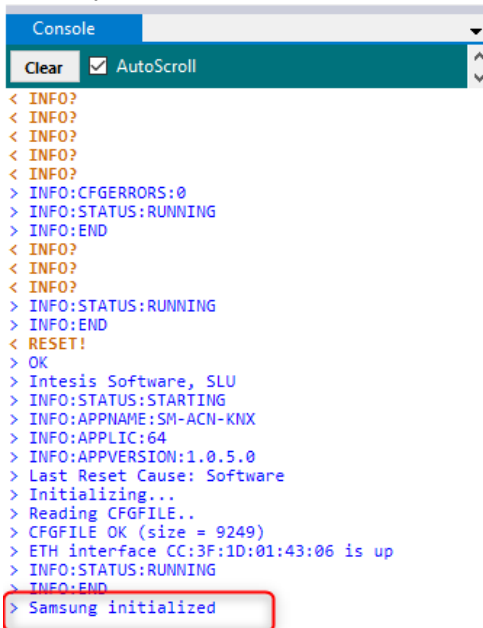 Console
Clear AutoScroll
< INFO?
< INFO?
< INFO?
< INFO?
< INFO?
> INFO:CFGERRORS:0
> INFO:STATUS:RUNNING
> INFO:END
< INFO?
< INFO?
< INFO?
> INFO:STATUS:RUNNING
> INFO:END
< RESET!
> OK
> Intesis Software, SLU
> INFO:STATUS:STARTING
> INFO:APPNAME:SM-ACN-KNX
> INFO:APPLIC:64
> INFO:APPVERSION:1.0.5.0
> Last Reset Cause: Software
> Initializing...
> Reading CFGFILE..
> CFGFILE OK (size = 9249)
> ETH interface CC:3F:1D:01:43:06 is up
> INFO:STATUS:RUNNING
> INFO:END
> Samsung initialized